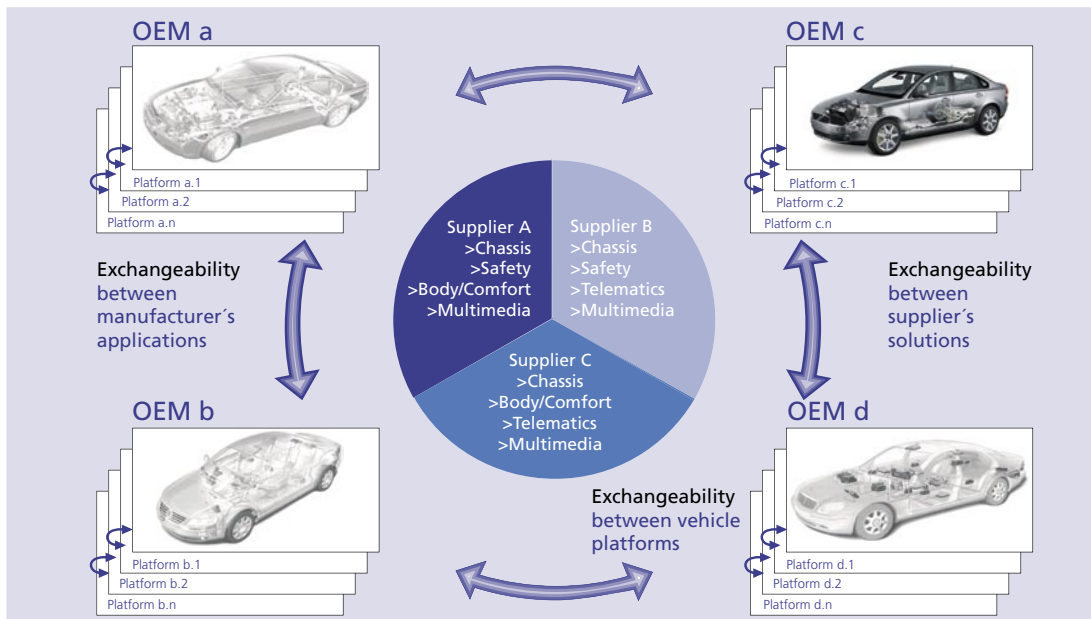 OEM a
Platform a.1
Platform a.2
Platform a.n
OEM c
Platform c.1
Platform c.2
Platform c.n
Supplier A
>Chassis
>Safety
>Body/Comfort
>Multimedia
Supplier B
>Chassis
>Safety
>Telematics
>Multimedia
Supplier C
>Chassis
>Body/Comfort
>Telematics
>Multimedia
Exchangeability
between
manufacturer´s
applications
Exchangeability
between
supplier´s
solutions
OEM b
Platform b.1
Platform b.2
Platform b.n
Exchangeability
between vehicle
platforms
OEM d
Platform d.1
Platform d.2
Platform d.n